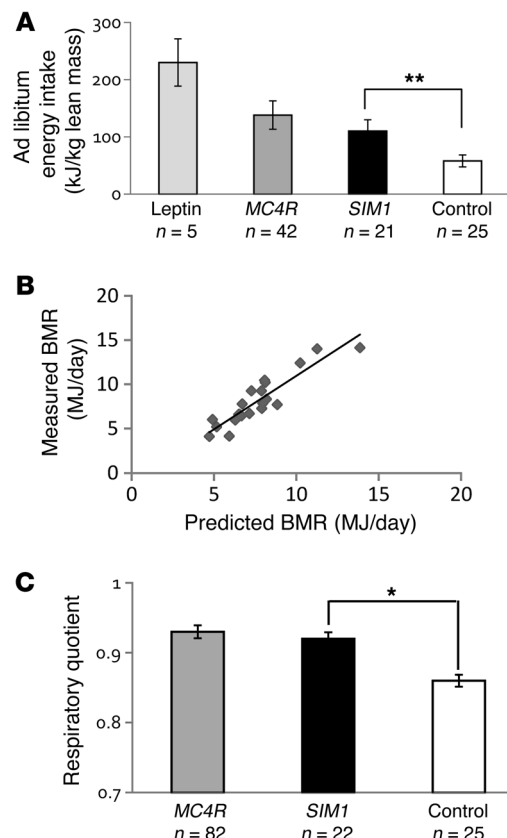 A
Ad libitum
energy intake
(kJ/kg lean mass)
300
200
100
0
**
Leptin MC4R SIM1 Control
n = 5 n = 42 n = 21 n = 25
B
Measured BMR
(MJ/day)
20
15
10
5
0
0 5 10 15 20
Predicted BMR (MJ/day)
C
Respiratory quotient
1
0.9
0.8
0.7
*
MC4R SIM1 Control
n = 82 n = 22 n = 25